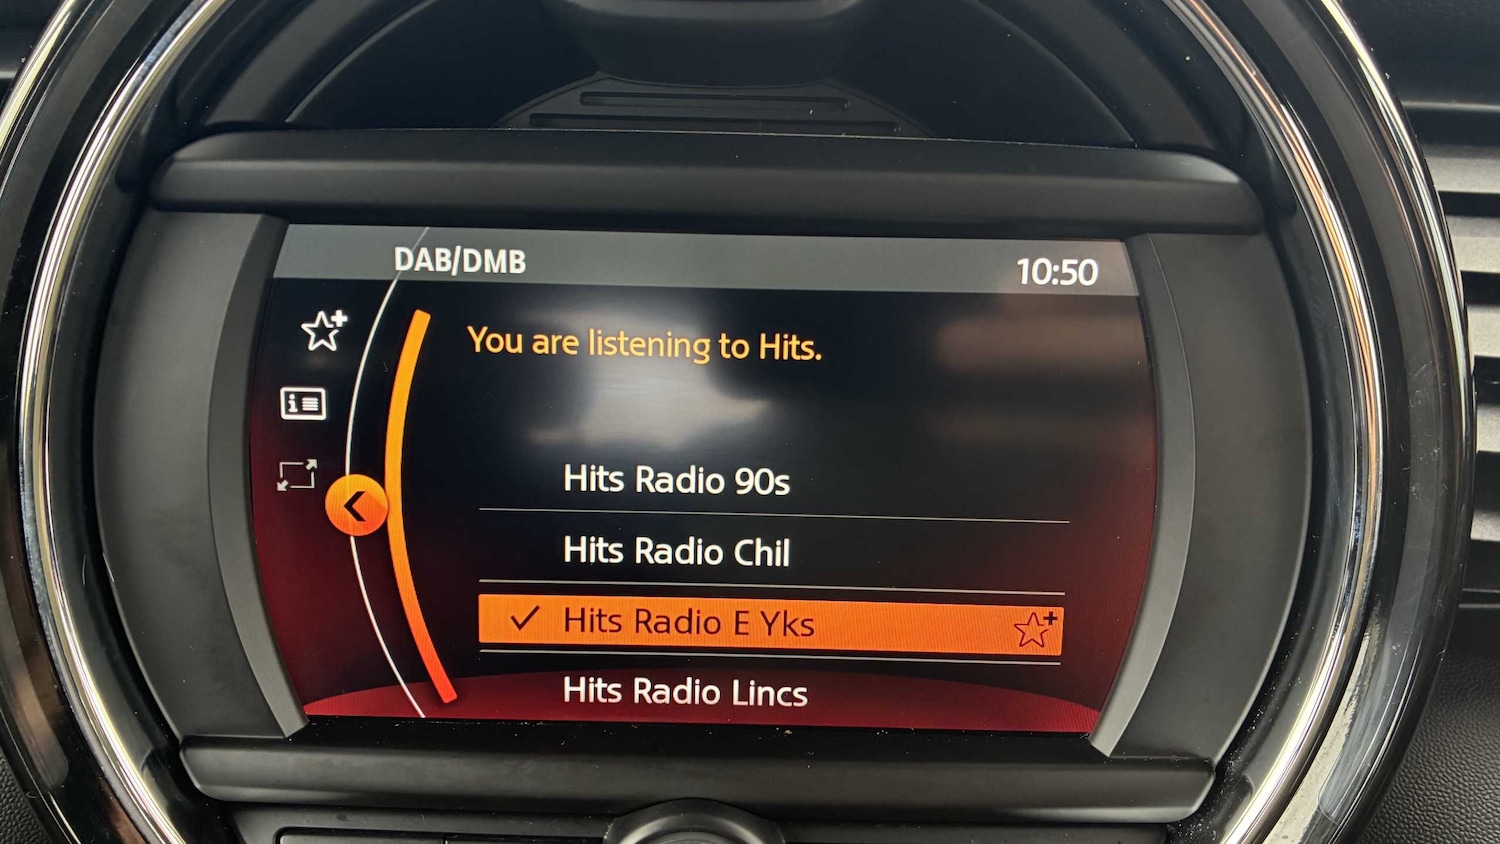 DAB/DMB
10:50
You are listening to Hits.
Hits Radio 90s
Hits Radio Chil
Hits Radio E Yks
Hits Radio Lincs